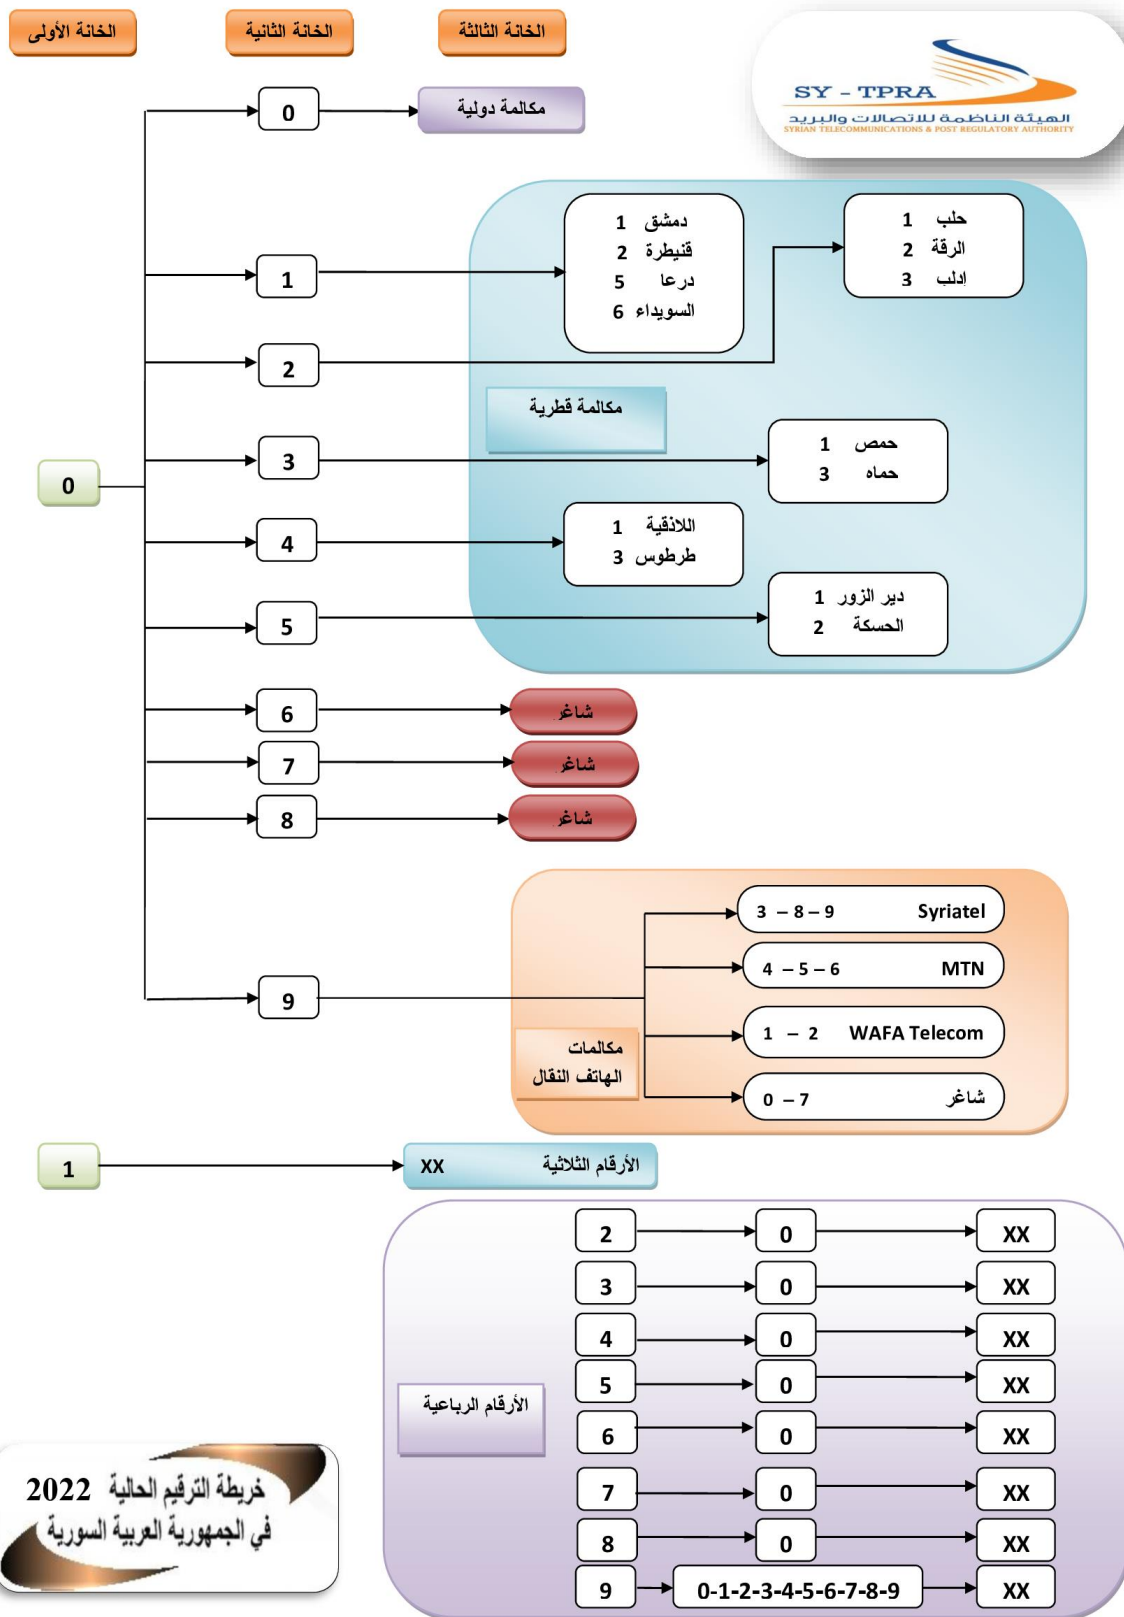 الخانة الأولى
الخانة الثانية
الخانة الثالثة
SY - TPRA
الهيئة الناظمة للاتصالات والبريد
SYRIAN TELECOMMUNICATIONS & POST REGULATORY AUTHORITY
0
مكالمة دولية
1
دمشق 1
قنيطرة 2
درعا 5
السويداء 6
حلب 1
الرقة 2
إدلب 3
2
مكالمة قطرية
3
حمص 1
حماه 3
0
4
اللاذقية 1
طرطوس 3
5
دير الزور 1
الحسكة 2
6
شاغر
7
شاغر
8
شاغر
9
3 – 8 – 9 Syriatel
4 – 5 – 6 MTN
1 – 2 WAFA Telecom
0 – 7 شاغر
مكالمات
الهاتف النقال
1
XX الأرقام الثلاثية
الأرقام الرباعية
2 0 XX
3 0 XX
4 0 XX
5 0 XX
6 0 XX
7 0 XX
8 0 XX
9 0-1-2-3-4-5-6-7-8-9 XX
خريطة الترقيم الحالية 2022
في الجمهورية العربية السورية